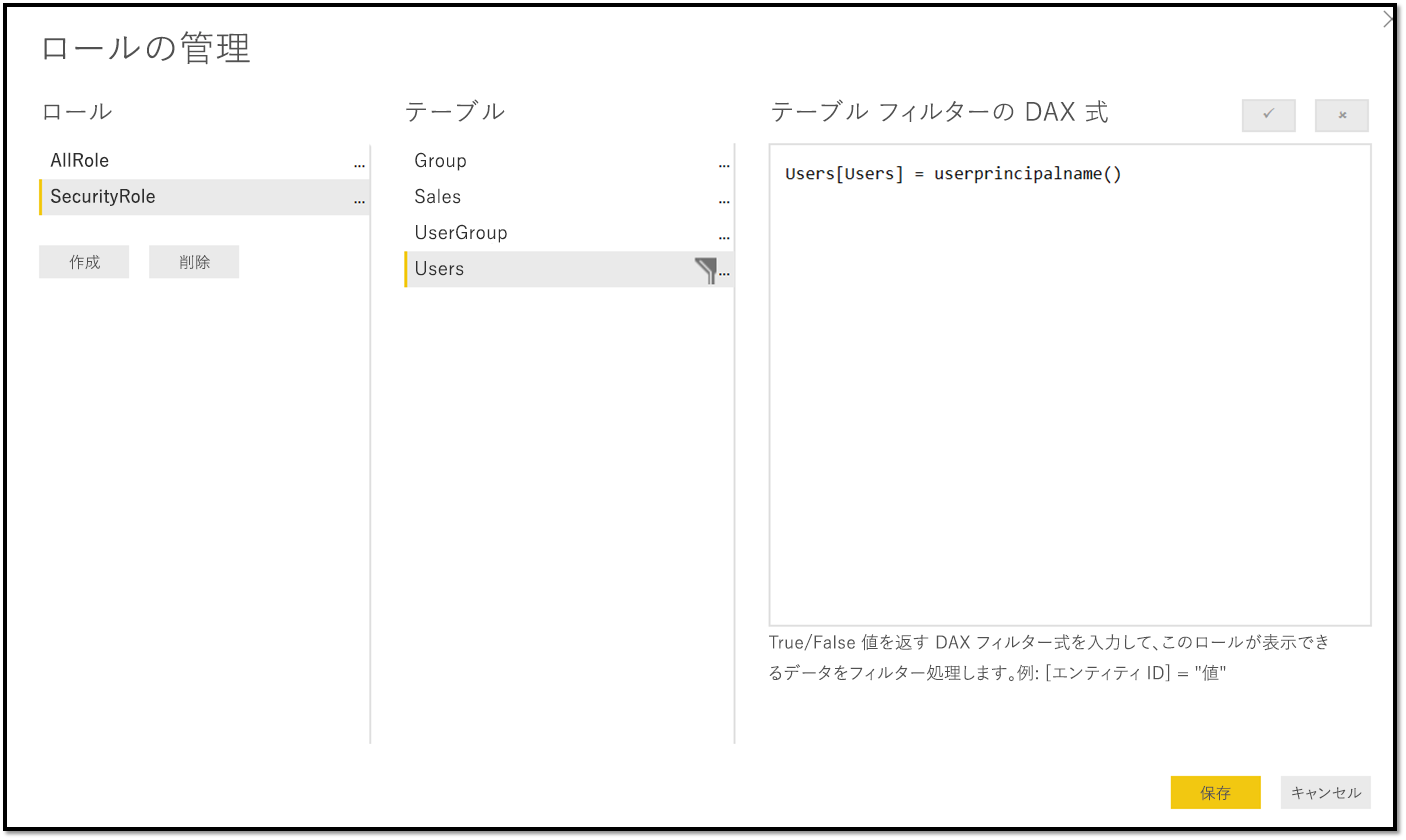 ロールの管理
ロール
AllRole ...
SecurityRole ...
作成 削除
テーブル
Group ...
Sales ...
UserGroup ...
Users ...
テーブル フィルターの DAX 式
Users[Users] = userprincipalname()
True/False 値を返す DAX フィルター式を入力して、このロールが表示でき
るデータをフィルター処理します。例: [エンティティ ID] = "値"
保存 キャンセル